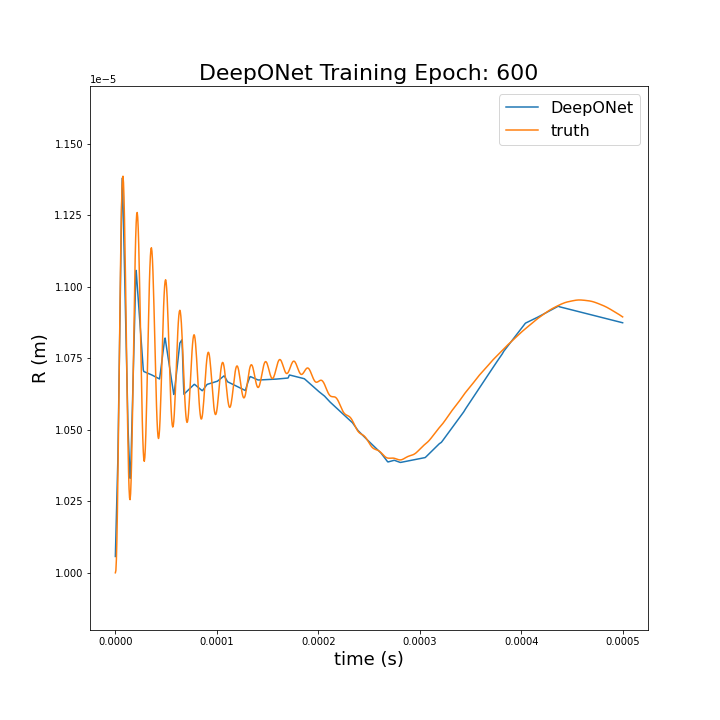 DeepONet Training Epoch: 600
1e−5
DeepONet
truth
1.150
1.125
1.100
1.075
1.050
1.025
1.000
R (m)
0.0000 0.0001 0.0002 0.0003 0.0004 0.0005
time (s)